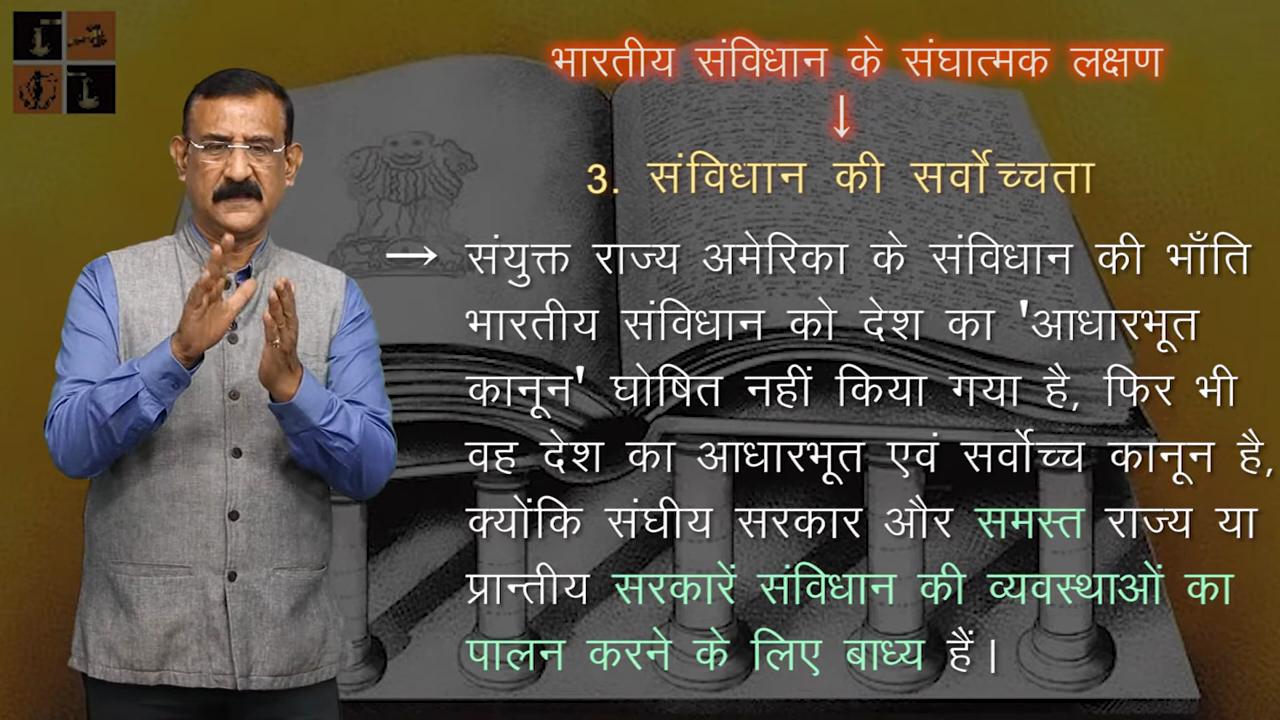 भारतीय संविधान के संघात्मक लक्षण
↓
3. संविधान की सर्वोच्चता
→ संयुक्त राज्य अमेरिका के संविधान की भाँति
भारतीय संविधान को देश का 'आधारभूत
कानून' घोषित नहीं किया गया है, फिर भी
वह देश का आधारभूत एवं सर्वोच्च कानून है,
क्योंकि संघीय सरकार और समस्त राज्य या
प्रान्तीय सरकारें संविधान की व्यवस्थाओं का
पालन करने के लिए बाध्य हैं।